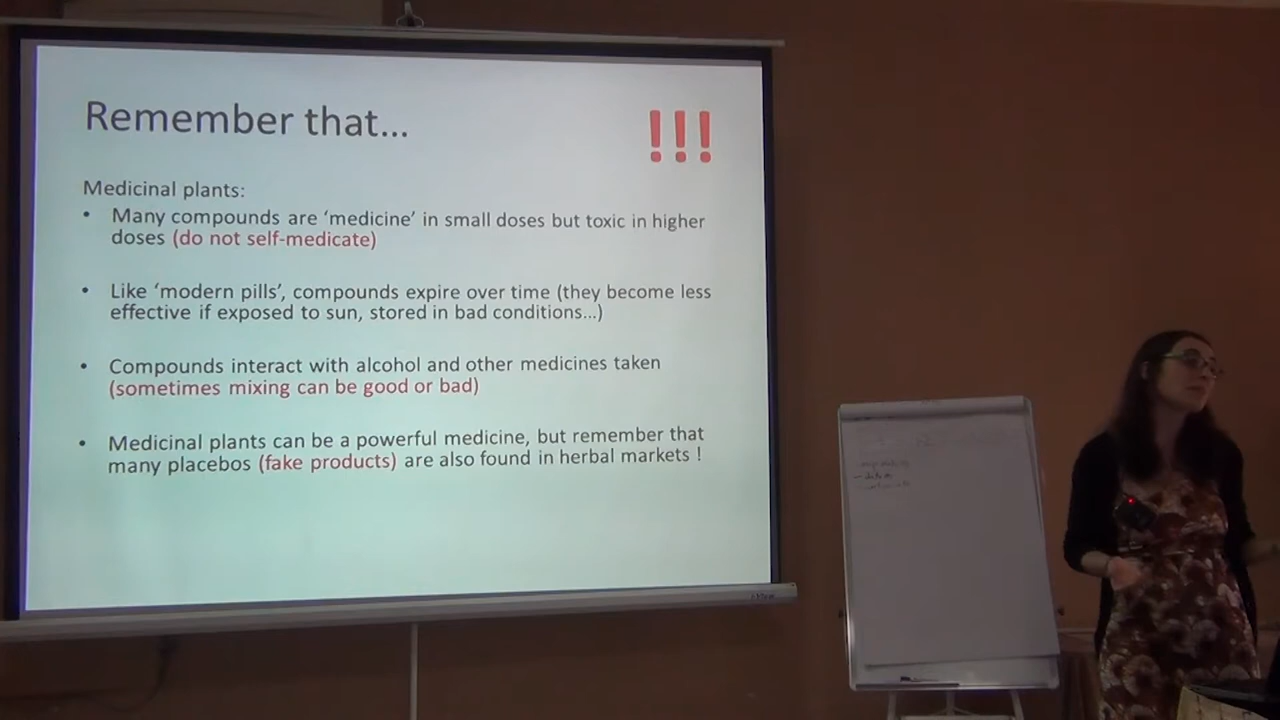 Remember that...
!!!
Medicinal plants:
• Many compounds are ‘medicine’ in small doses but toxic in higher
doses (do not self-medicate)
• Like ‘modern pills’, compounds expire over time (they become less
effective if exposed to sun, stored in bad conditions...)
• Compounds interact with alcohol and other medicines taken
(sometimes mixing can be good or bad)
• Medicinal plants can be a powerful medicine, but remember that
many placebos (fake products) are also found in herbal markets !